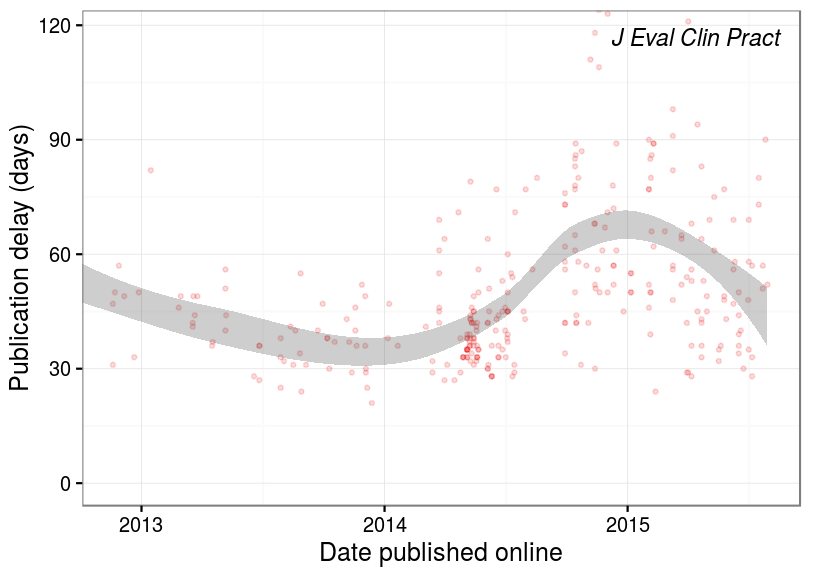 J Eval Clin Pract
Publication delay (days)
120
90
60
30
0
2013 2014 2015
Date published online